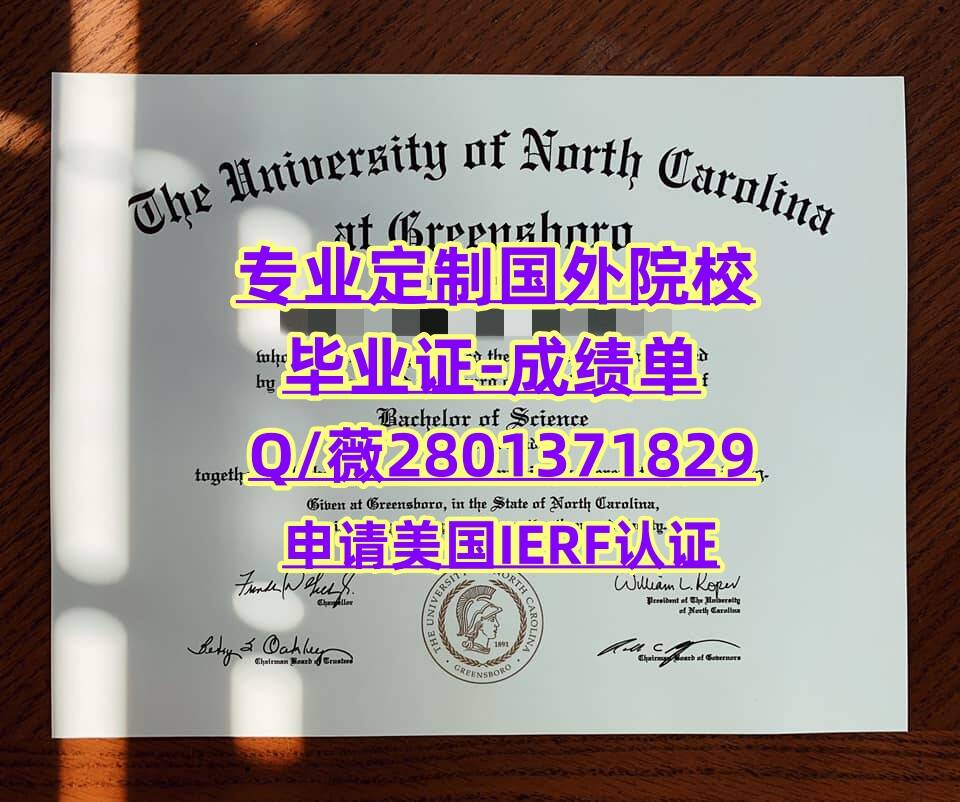 The University of North Carolina
at Greensboro
专业定制国外院校
毕业证-成绩单
by
Bachelor of Science
Q/薇2801371829
Given at Greensboro, in the State of North Carolina,
申请美国IERF认证
Chancellor
William L. Roper
President of The University
of North Carolina
THE UNIVERSITY OF NORTH CAROLINA
1891
GREENSBORO
Chairman Board of Trustees
Chairman Board of Governors